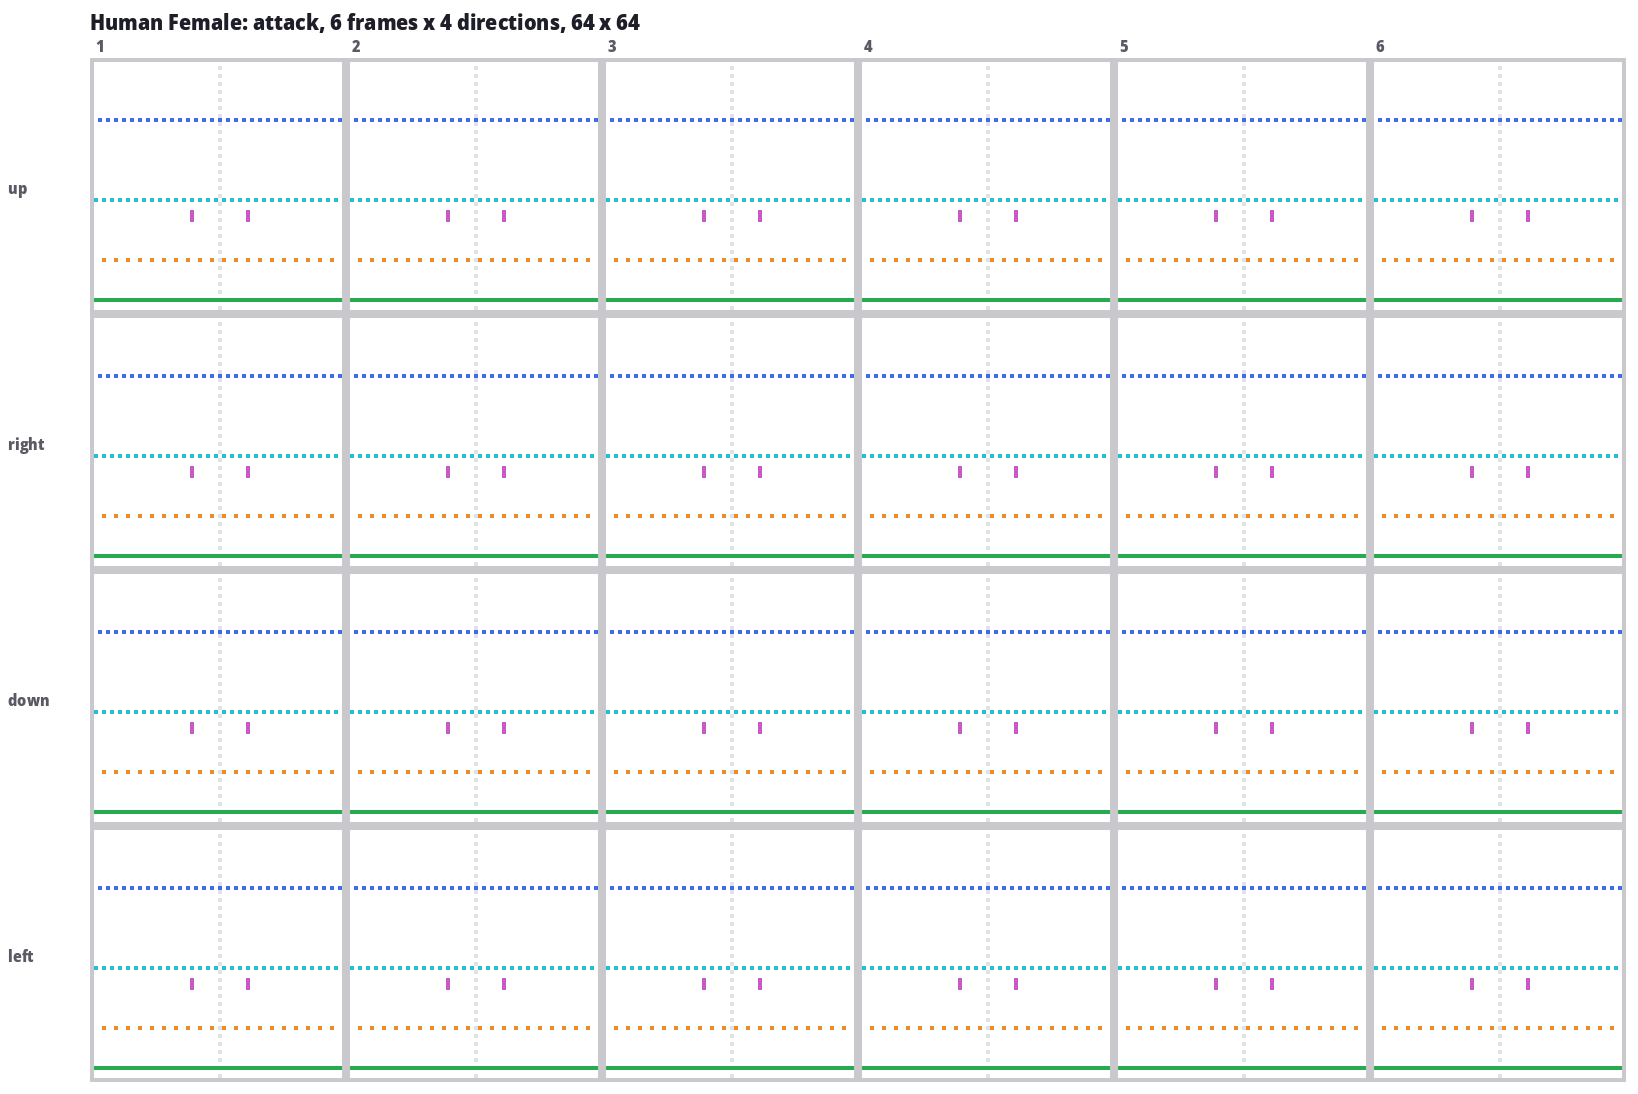 Human Female: attack, 6 frames x 4 directions, 64 x 64
1 2 3 4 5 6
up
right
down
left